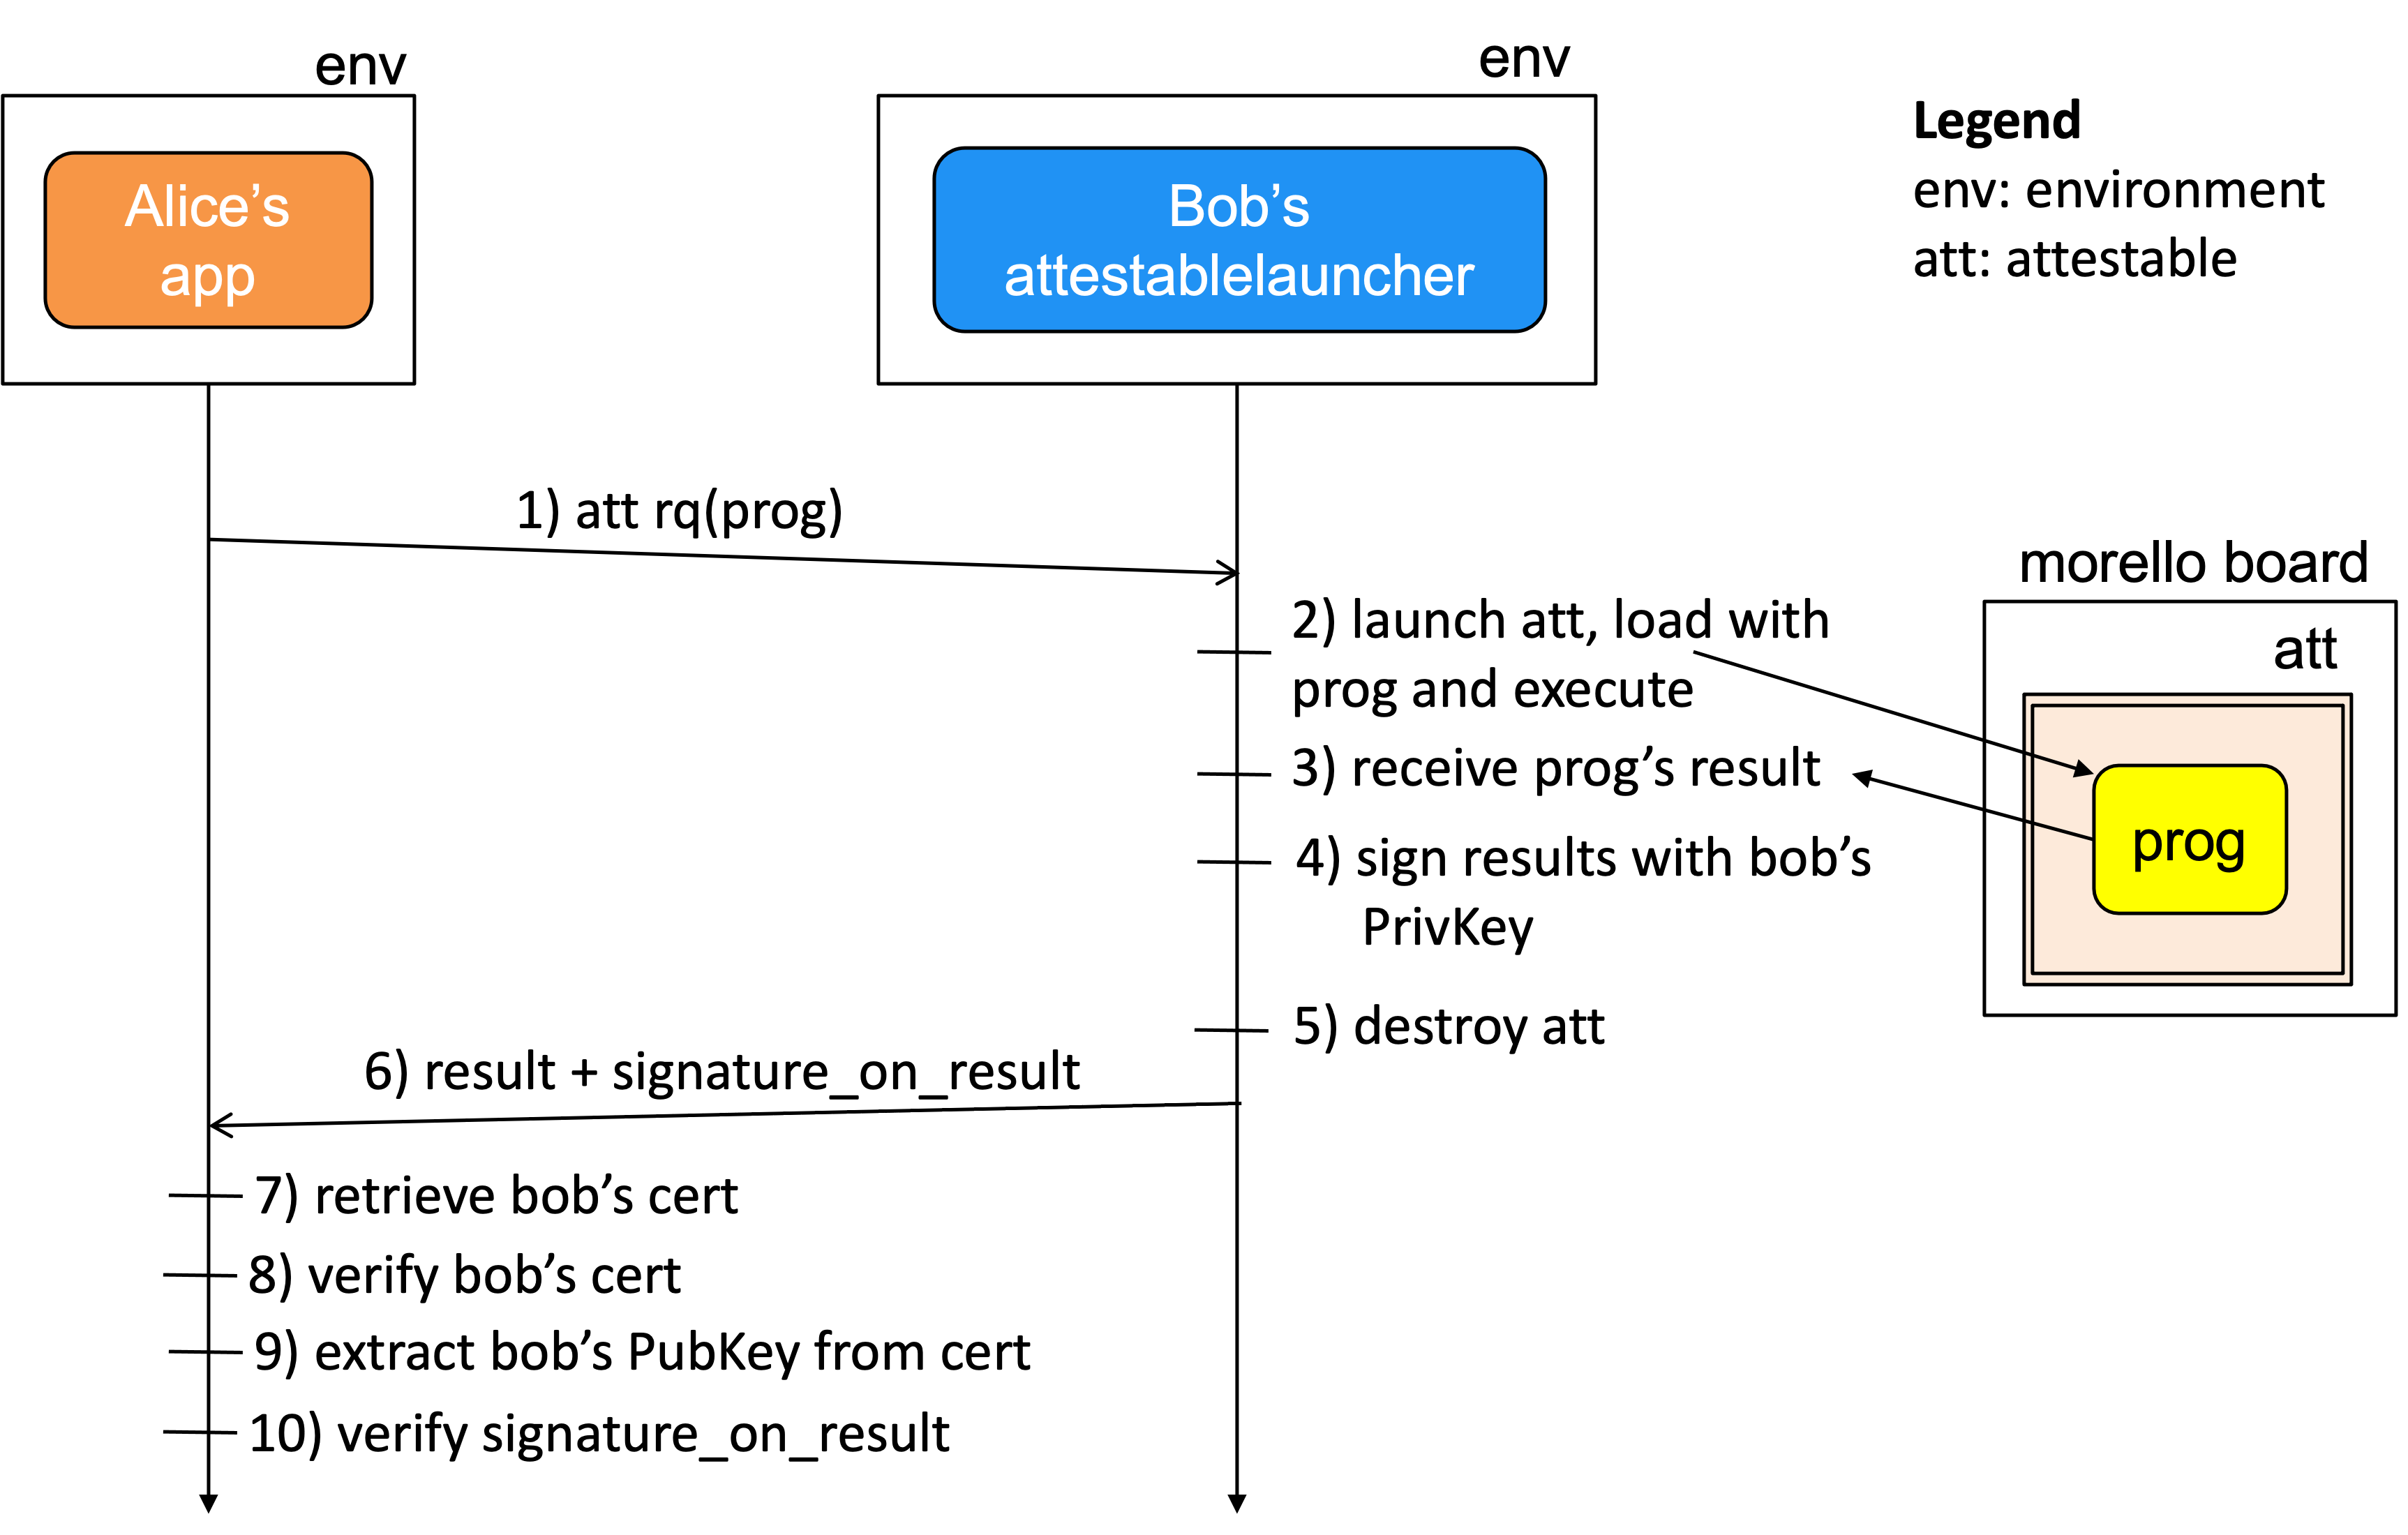 env
Alice’s
app
env
Bob’s
attestablelauncher
Legend
env: environment
att: attestable
1) att rq(prog)
2) launch att, load with
prog and execute
3) receive prog’s result
4) sign results with bob’s
PrivKey
5) destroy att
morello board
att
prog
6) result + signature_on_result
7) retrieve bob’s cert
8) verify bob’s cert
9) extract bob’s PubKey from cert
10) verify signature_on_result